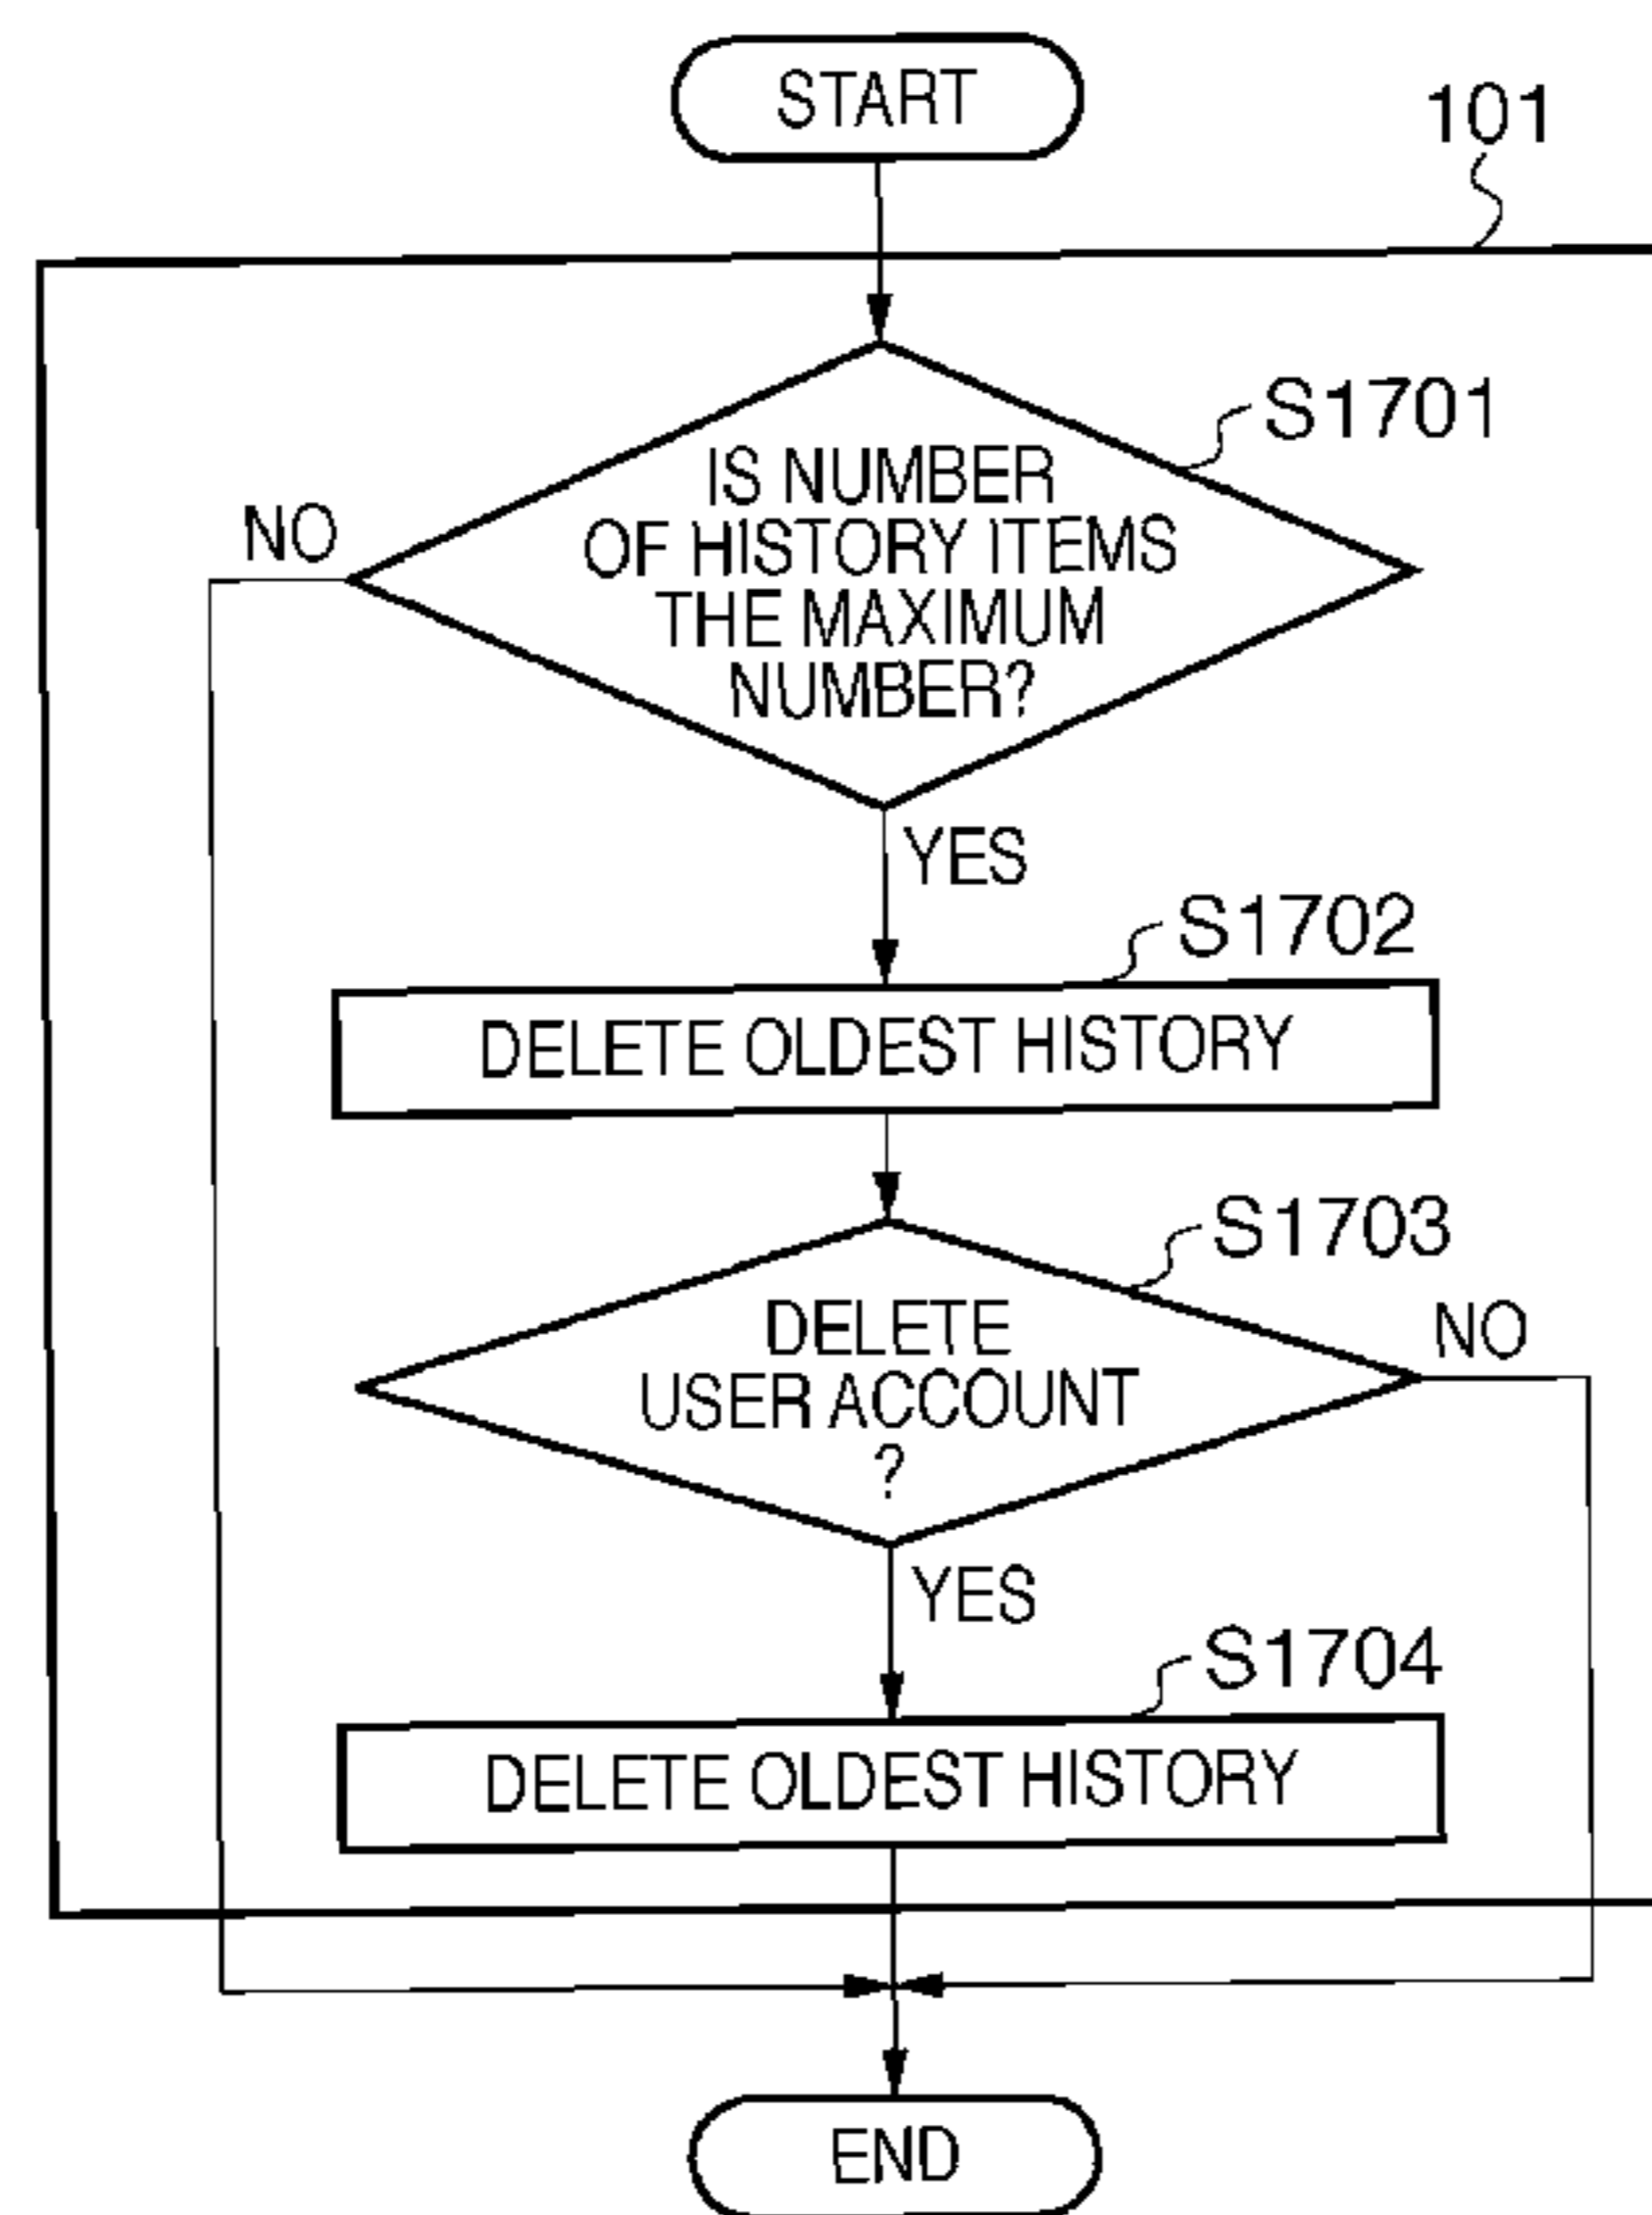 START
101
S1701
IS NUMBER
OF HISTORY ITEMS
THE MAXIMUM
NUMBER?
NO
YES
S1702
DELETE OLDEST HISTORY
S1703
DELETE
USER ACCOUNT
?
NO
YES
S1704
DELETE OLDEST HISTORY
END